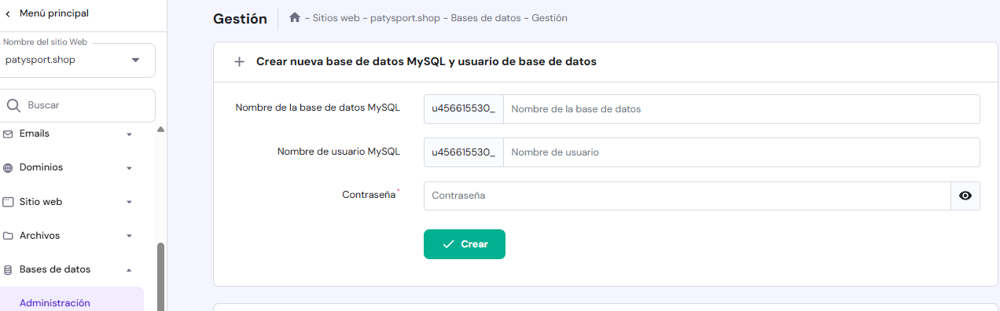 Menú principal
Nombre del sitio Web
patysport.shop
Buscar
Emails
Dominios
Sitio web
Archivos
Bases de datos
Administración
Gestión
- Sitios web - patysport.shop - Bases de datos - Gestión
Crear nueva base de datos MySQL y usuario de base de datos
Nombre de la base de datos MySQL
u456615530_
Nombre de la base de datos
Nombre de usuario MySQL
u456615530_
Nombre de usuario
Contraseña*
Contraseña
Crear